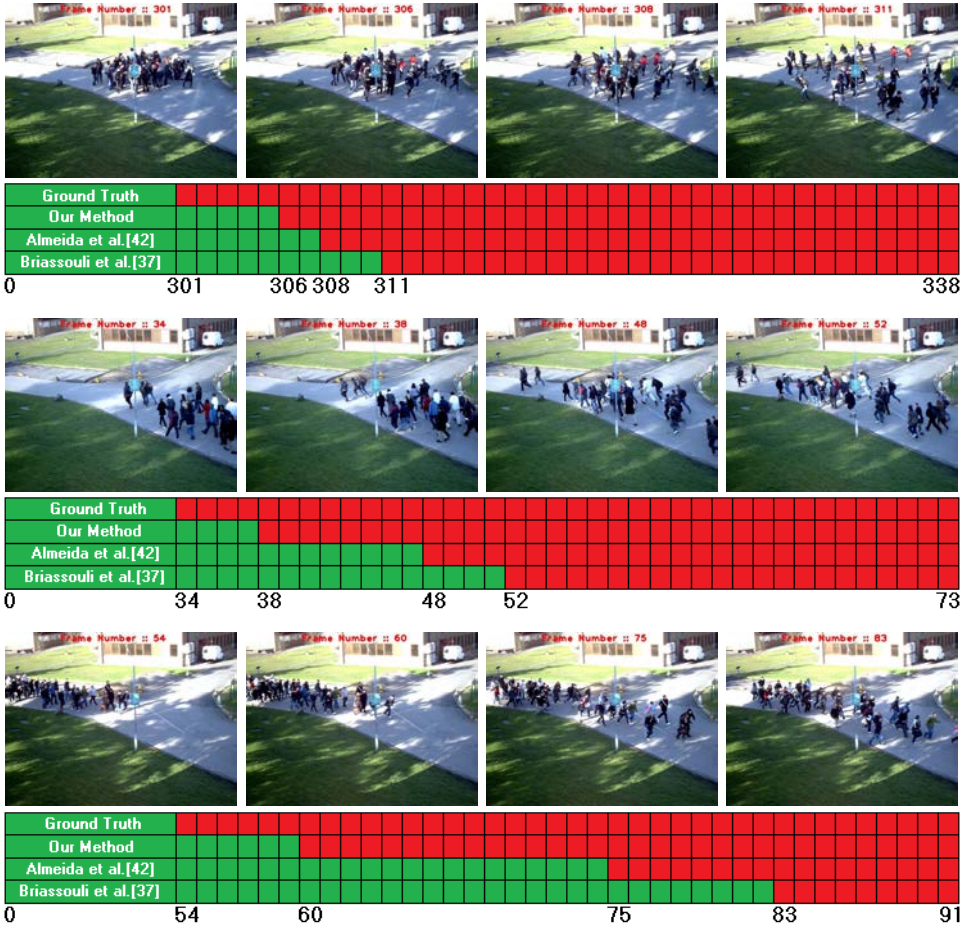 Frame Number :: 301
Frame Number :: 306
Frame Number :: 308
Frame Number :: 311
Ground Truth
Our Method
Almeida et al.[42]
Briassouli et al.[37]
0 301 306 308 311 338
Frame Number :: 34
Frame Number :: 38
Frame Number :: 48
Frame Number :: 52
Ground Truth
Our Method
Almeida et al.[42]
Briassouli et al.[37]
0 34 38 48 52 73
Frame Number :: 54
Frame Number :: 60
Frame Number :: 75
Frame Number :: 83
Ground Truth
Our Method
Almeida et al.[42]
Briassouli et al.[37]
0 54 60 75 83 91